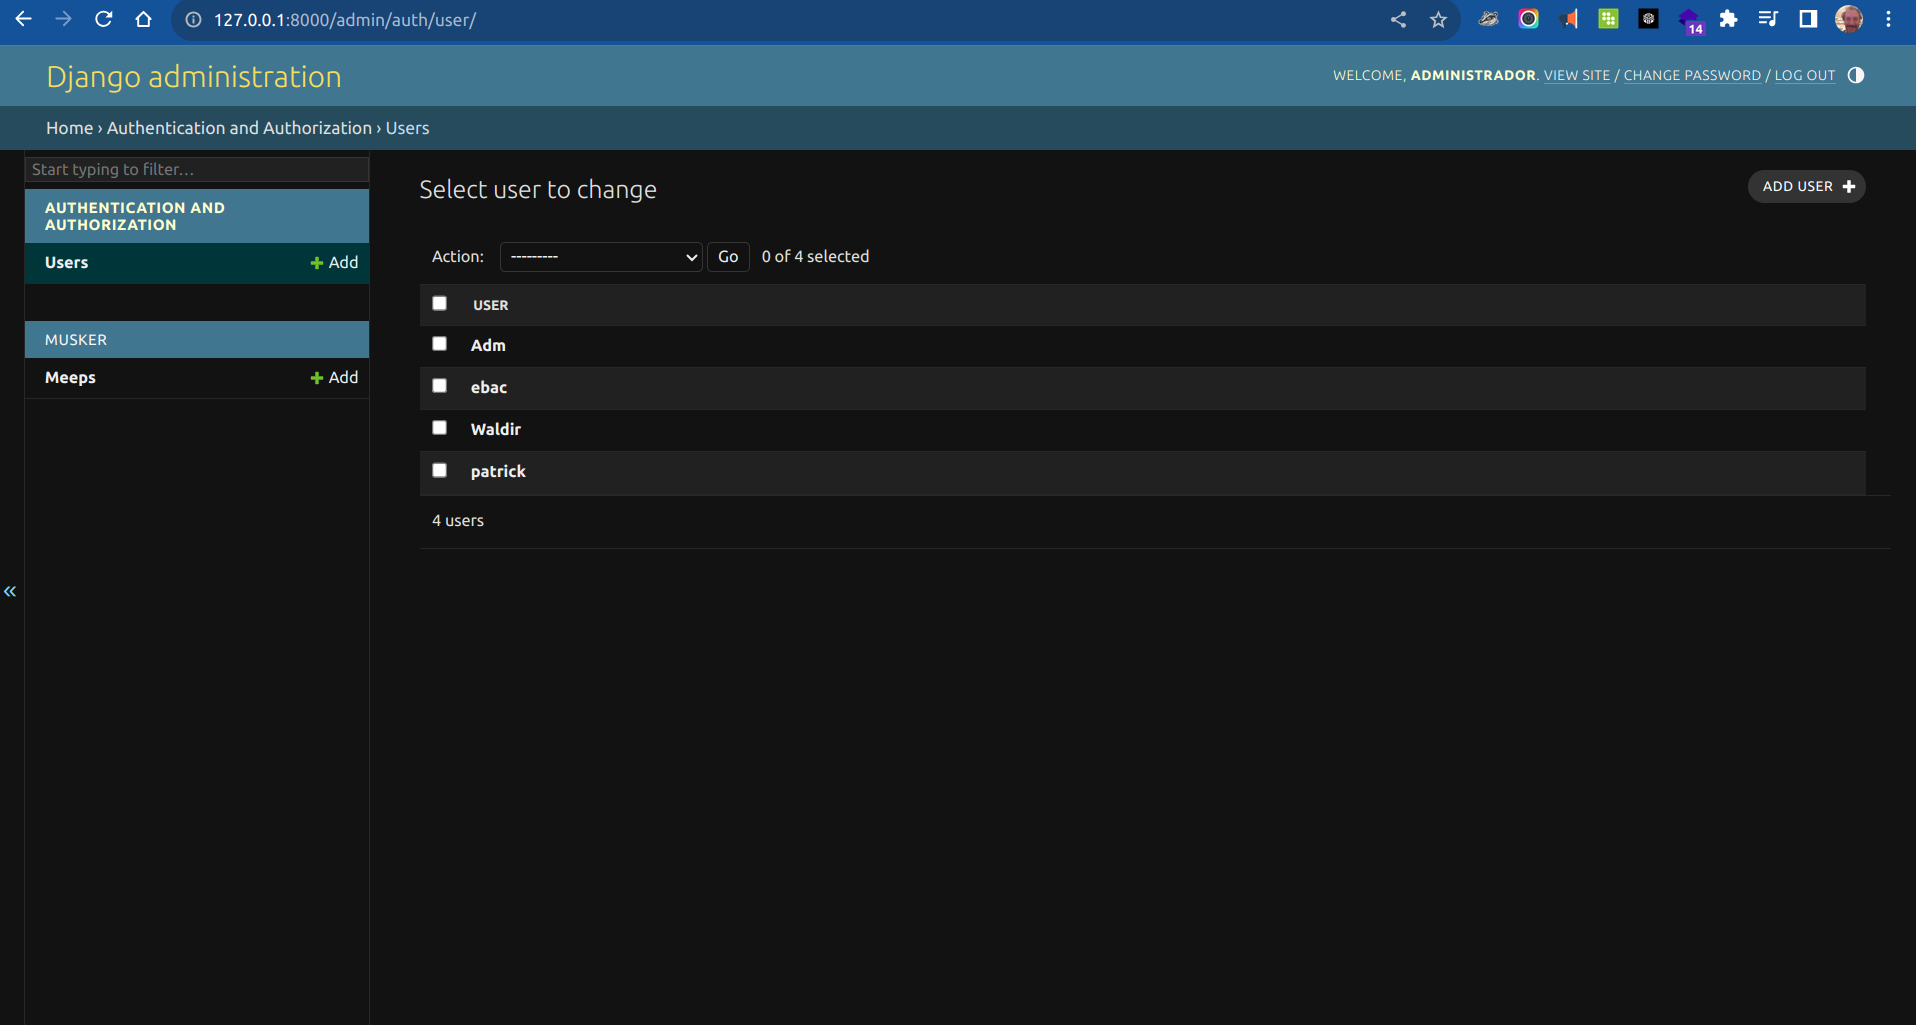 127.0.0.1:8000/admin/auth/user/
14
Django administration
WELCOME, ADMINISTRADOR. VIEW SITE / CHANGE PASSWORD / LOG OUT
Home › Authentication and Authorization › Users
Start typing to filter…
AUTHENTICATION AND
AUTHORIZATION
Users
Add
MUSKER
Meeps
Add
Select user to change
ADD USER
Action:
---------
Go
0 of 4 selected
USER
Adm
ebac
Waldir
patrick
4 users
«